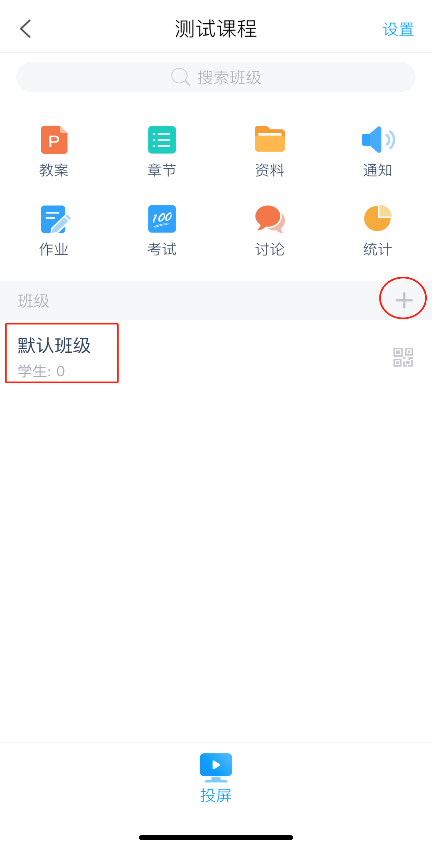 测试课程
设置
搜索班级
P
教案
章节
资料
通知
100
作业
考试
讨论
统计
班级
默认班级
学生: 0
投屏